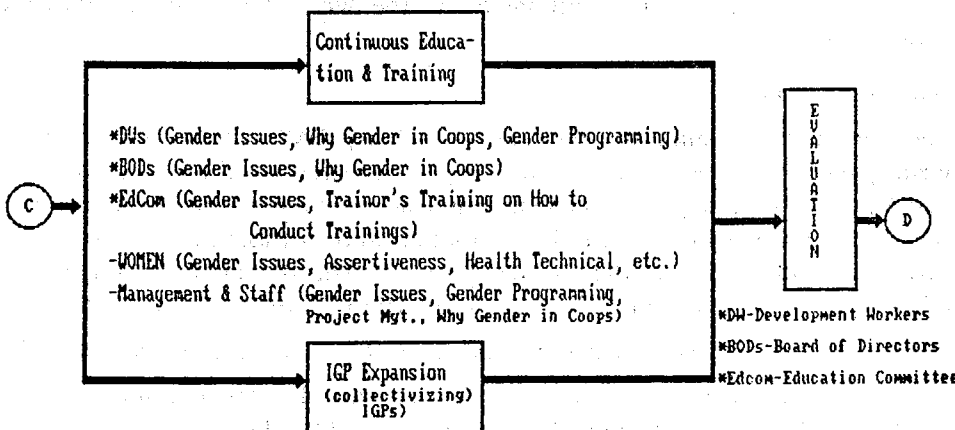 Continuous Educa-
tion & Training
*DWs (Gender Issues, Why Gender in Coops, Gender Programming)
*BODs (Gender Issues, Why Gender in Coops)
*EdCom (Gender Issues, Trainor's Training on How to
Conduct Trainings)
-WOMEN (Gender Issues, Assertiveness, Health Technical, etc.)
-Management & Staff (Gender Issues, Gender Programming,
Project Mgt., Why Gender in Coops)
C
IGP Expansion
(collectivizing)
IGPs)
EVALUATION
D
*DW-Development Workers
*BODs-Board of Directors
*Edcom-Education Committee